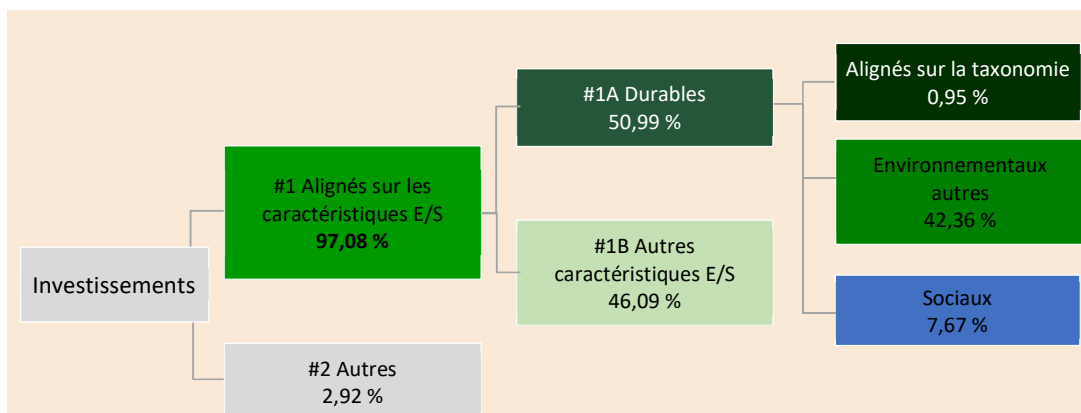 Investissements
#1 Alignés sur les
caractéristiques E/S
97,08 %
#2 Autres
2,92 %
#1A Durables
50,99 %
#1B Autres
caractéristiques E/S
46,09 %
Alignés sur la taxonomie
0,95 %
Environnementaux
autres
42,36 %
Sociaux
7,67 %